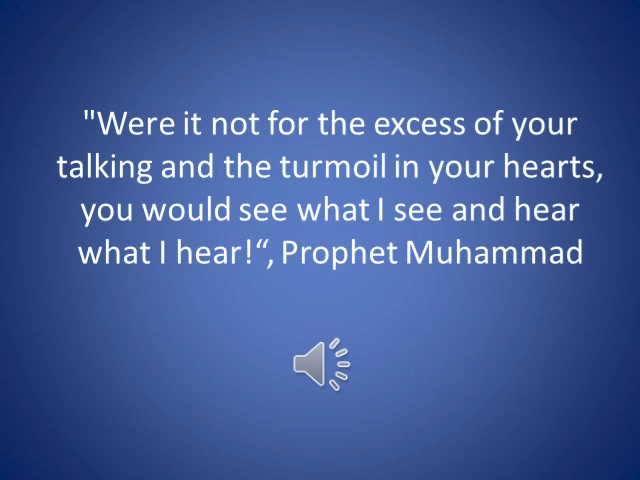 "Were it not for the excess of your
talking and the turmoil in your hearts,
you would see what I see and hear
what I hear!“, Prophet Muhammad